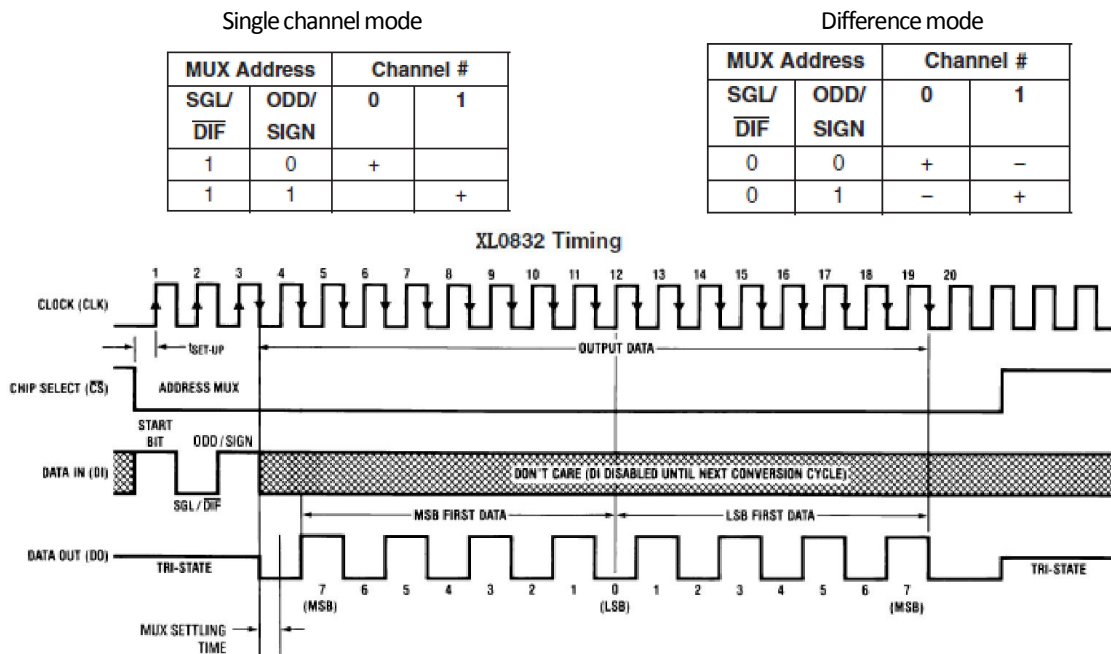 Single channel mode
Difference mode
MUX Address Channel #
SGL/ ODD/ 0 1
DIF SIGN
1 0 +
1 1 +
MUX Address Channel #
SGL/ ODD/ 0 1
DIF SIGN
0 0 + −
0 1 − +
XL0832 Timing
1 2 3 4 5 6 7 8 9 10 11 12 13 14 15 16 17 18 19 20
CLOCK (CLK)
tSET-UP
OUTPUT DATA
CHIP SELECT (CS)
ADDRESS MUX
START
BIT
ODD/SIGN
DATA IN (DI)
DON'T CARE (DI DISABLED UNTIL NEXT CONVERSION CYCLE)
SGL/DIF
MSB FIRST DATA
LSB FIRST DATA
DATA OUT (DO)
TRI-STATE
TRI-STATE
7 6 5 4 3 2 1 0 1 2 3 4 5 6 7
(MSB) (LSB) (MSB)
MUX SETTLING
TIME